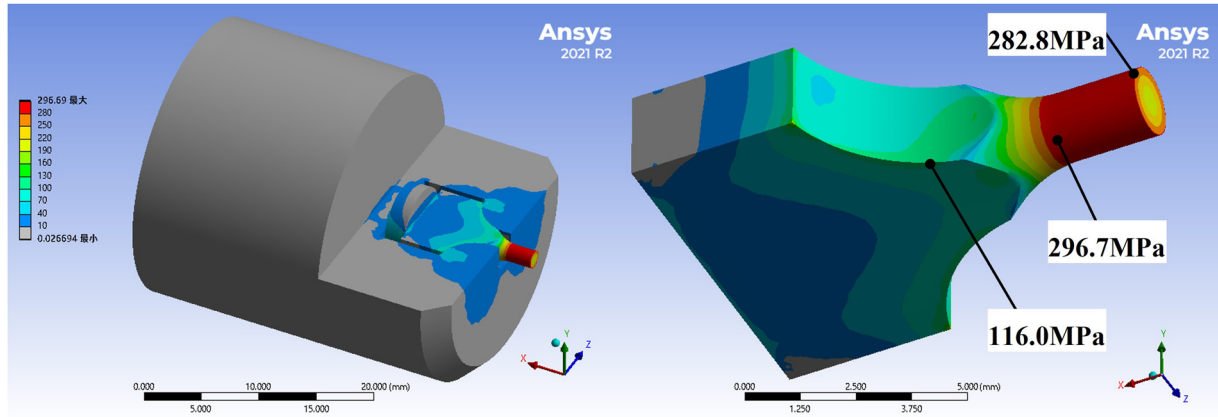 Ansys
2021 R2
296.69 最大
280
250
220
190
160
130
100
70
40
10
0.026694 最小
Y
X
Z
0.000
10.000
20.000 (mm)
5.000
15.000
Ansys
2021 R2
282.8MPa
296.7MPa
116.0MPa
Y
X
Z
0.000
2.500
5.000 (mm)
1.250
3.750